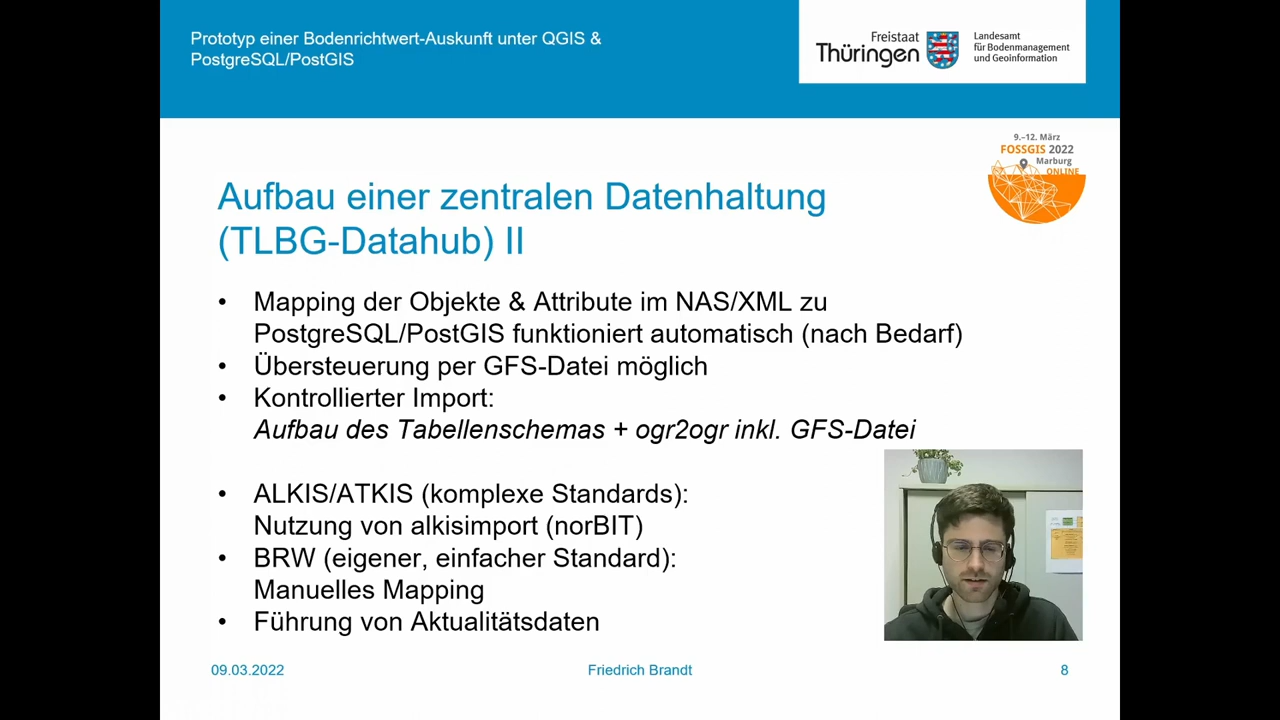 Prototyp einer Bodenrichtwert-Auskunft unter QGIS &
PostgreSQL/PostGIS
Freistaat
Thüringen
Landesamt
für Bodenmanagement
und Geoinformation
9.–12. März
FOSSGIS 2022
Marburg
ONLINE
Aufbau einer zentralen Datenhaltung
(TLBG-Datahub) II
• Mapping der Objekte & Attribute im NAS/XML zu
PostgreSQL/PostGIS funktioniert automatisch (nach Bedarf)
• Übersteuerung per GFS-Datei möglich
• Kontrollierter Import:
Aufbau des Tabellenschemas + ogr2ogr inkl. GFS-Datei
• ALKIS/ATKIS (komplexe Standards):
Nutzung von alkisimport (norBIT)
• BRW (eigener, einfacher Standard):
Manuelles Mapping
• Führung von Aktualitätsdaten
09.03.2022
Friedrich Brandt
8